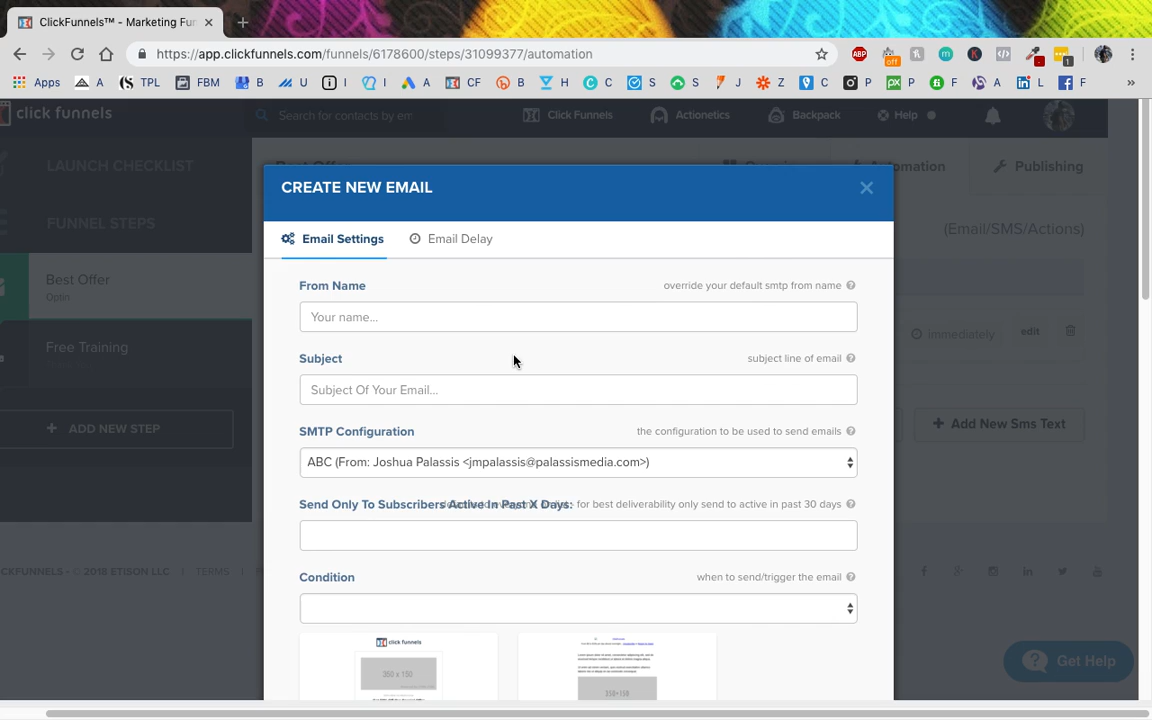 ClickFunnels™ - Marketing Fun
https://app.clickfunnels.com/funnels/6178600/steps/31099377/automation
ABP
off
1
Apps A TPL FBM B U I I A CF B H C S S J Z C P P F A L F »
click funnels
Search for contacts by em
Click Funnels Actionetics Backpack Help
LAUNCH CHECKLIST
Best Offer
Automation Publishing
CREATE NEW EMAIL
FUNNEL STEPS
(Email/SMS/Actions)
Email Settings Email Delay
Best Offer
Optin
From Name override your default smtp from name
Your name...
immediately edit
Free Training
Subject subject line of email
Subject Of Your Email...
+ ADD NEW STEP
+ Add New Sms Text
SMTP Configuration the configuration to be used to send emails
ABC (From: Joshua Palassis <jmpalassis@palassismedia.com>)
Send Only To Subscribers Active In Past X Days: - for best deliverability only send to active in past 30 days
CKFUNNELS - © 2018 ETISON LLC | TERMS |
Condition when to send/trigger the email
click funnels
350 x 150
350×150
Get Help